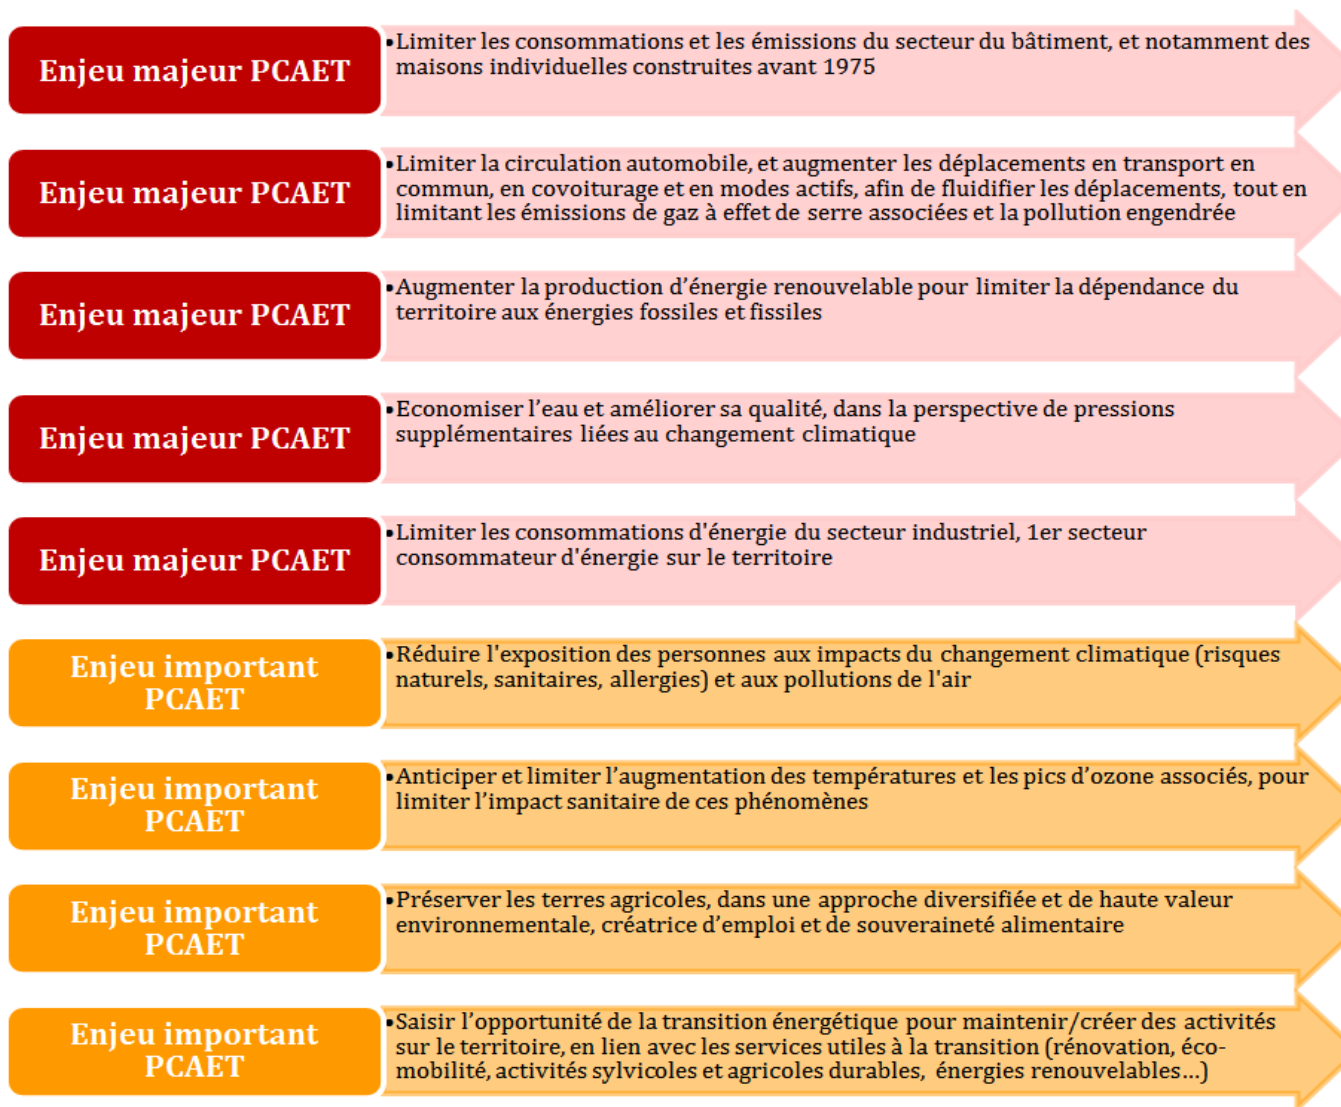 Enjeu majeur PCAET
•Limiter les consommations et les émissions du secteur du bâtiment, et notamment des
maisons individuelles construites avant 1975
Enjeu majeur PCAET
•Limiter la circulation automobile, et augmenter les déplacements en transport en
commun, en covoiturage et en modes actifs, afin de fluidifier les déplacements, tout en
limitant les émissions de gaz à effet de serre associées et la pollution engendrée
Enjeu majeur PCAET
•Augmenter la production d’énergie renouvelable pour limiter la dépendance du
territoire aux énergies fossiles et fissiles
Enjeu majeur PCAET
•Economiser l’eau et améliorer sa qualité, dans la perspective de pressions
supplémentaires liées au changement climatique
Enjeu majeur PCAET
•Limiter les consommations d'énergie du secteur industriel, 1er secteur
consommateur d'énergie sur le territoire
Enjeu important
PCAET
•Réduire l'exposition des personnes aux impacts du changement climatique (risques
naturels, sanitaires, allergies) et aux pollutions de l'air
Enjeu important
PCAET
•Anticiper et limiter l’augmentation des températures et les pics d’ozone associés, pour
limiter l’impact sanitaire de ces phénomènes
Enjeu important
PCAET
•Préserver les terres agricoles, dans une approche diversifiée et de haute valeur
environnementale, créatrice d’emploi et de souveraineté alimentaire
Enjeu important
PCAET
•Saisir l’opportunité de la transition énergétique pour maintenir/créer des activités
sur le territoire, en lien avec les services utiles à la transition (rénovation, éco-
mobilité, activités sylvicoles et agricoles durables, énergies renouvelables…)